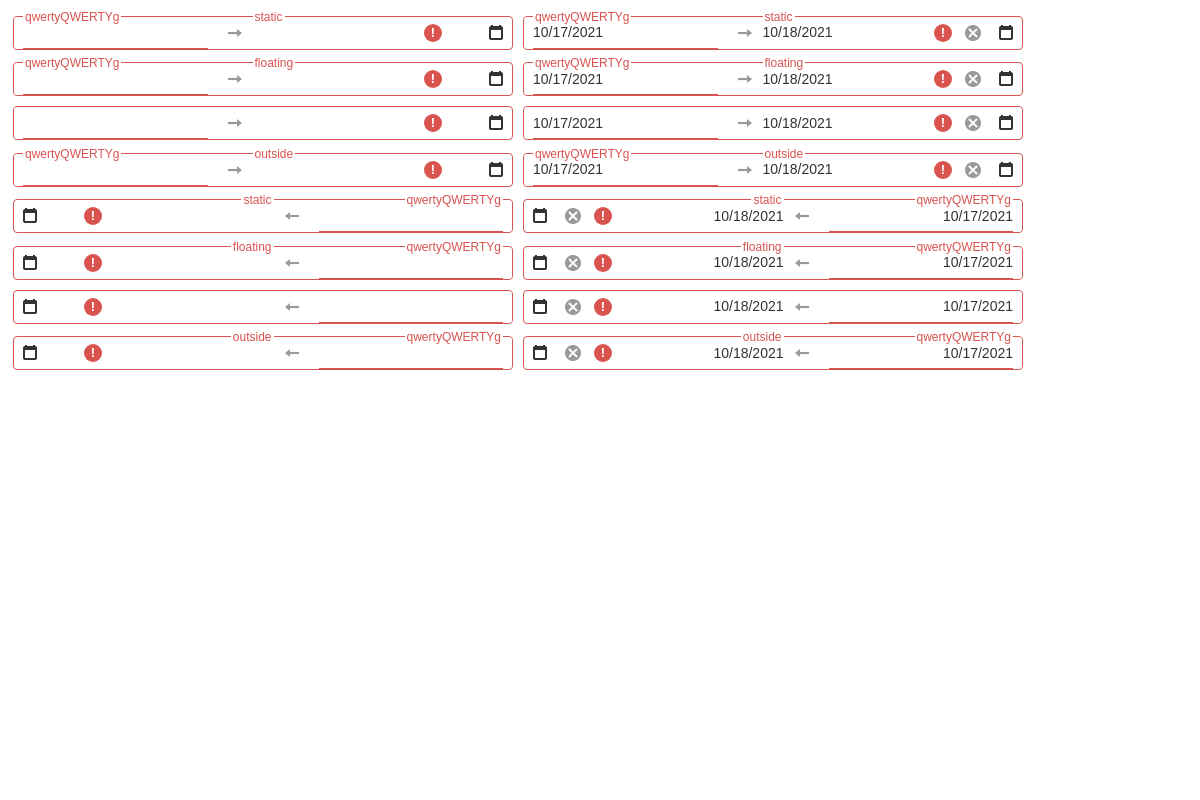 qwertyQWERTYg static qwertyQWERTYg static
! 10/17/2021 10/18/2021 !
qwertyQWERTYg floating qwertyQWERTYg floating
! 10/17/2021 10/18/2021 !
10/17/2021 10/18/2021 !
qwertyQWERTYg outside qwertyQWERTYg outside
! 10/17/2021 10/18/2021 !
static qwertyQWERTYg static qwertyQWERTYg
! ! 10/18/2021 10/17/2021
floating qwertyQWERTYg floating qwertyQWERTYg
! ! 10/18/2021 10/17/2021
! ! 10/18/2021 10/17/2021
outside qwertyQWERTYg outside qwertyQWERTYg
! ! 10/18/2021 10/17/2021